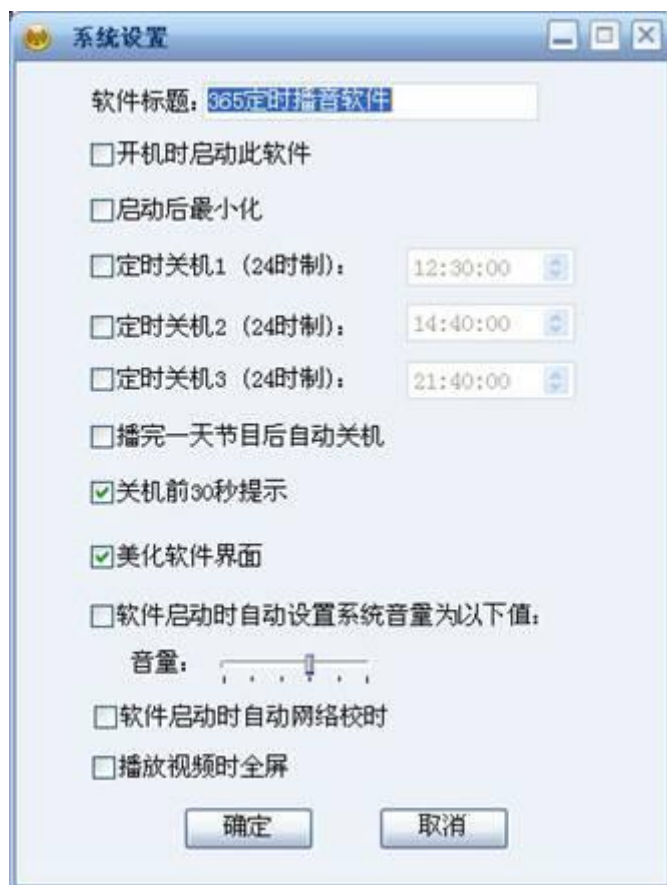 系统设置
软件标题：365定时播音软件
开机时启动此软件
启动后最小化
定时关机1（24时制）： 12:30:00
定时关机2（24时制）： 14:40:00
定时关机3（24时制）： 21:40:00
播完一天节目后自动关机
关机前30秒提示
美化软件界面
软件启动时自动设置系统音量为以下值：
音量：
软件启动时自动网络校时
播放视频时全屏
确定 取消